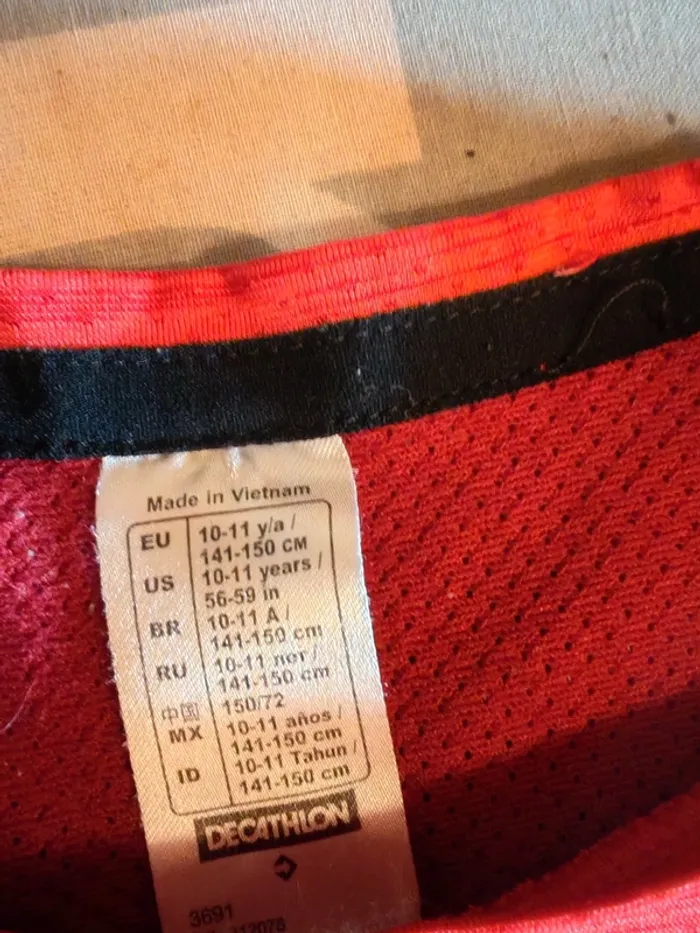 Made in Vietnam
EU 10-11 y/a /
141-150 CM
US 10-11 years /
56-59 in
BR 10-11 A /
141-150 cm
RU 10-11 лет /
141-150 cm
中国 150/72
MX 10-11 años /
141-150 cm
ID 10-11 Tahun /
141-150 cm
DECATHLON
3691